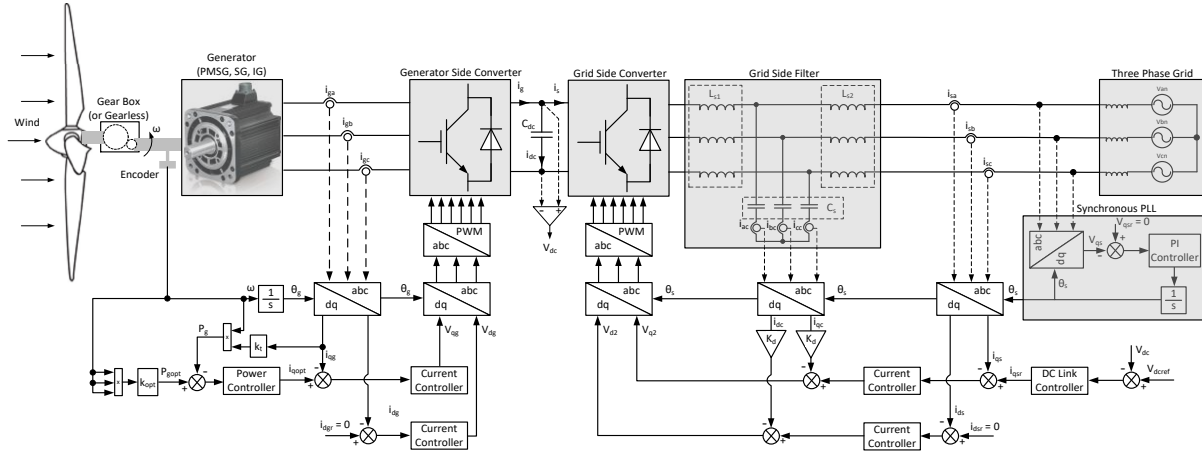 Generator
(PMSG, SG, IG)
Generator Side Converter
Grid Side Converter
Grid Side Filter
Three Phase Grid
Gear Box
(or Gearless)
Wind
ω
Encoder
iga
igb
igc
ig
is
Cdc
idc
- +
Vdc
Ls1
Ls2
Cs
iac
ibc
icc
isa
isb
isc
Van
Vbn
Vcn
Synchronous PLL
abc
dq
Vqs
Vqsr = 0
- +
PI
Controller
θs
1
s
PWM
abc
PWM
abc
ω
1
s
θg
abc
dq
θg
abc
dq
Vqg
Vdg
abc
dq
Vd2
Vq2
θs
abc
dq
θs
abc
dq
θs
idc
iqc
Kd
Kd
Pg
x
kt
iqg
x
kopt
Pgopt
- +
Power
Controller
iqopt
- +
Current
Controller
idg
idgr = 0
- +
Current
Controller
- +
Current
Controller
iqs
- +
iqsr
DC Link
Controller
Vdc
- +
Vdcref
- +
Current
Controller
ids
- +
idsr = 0